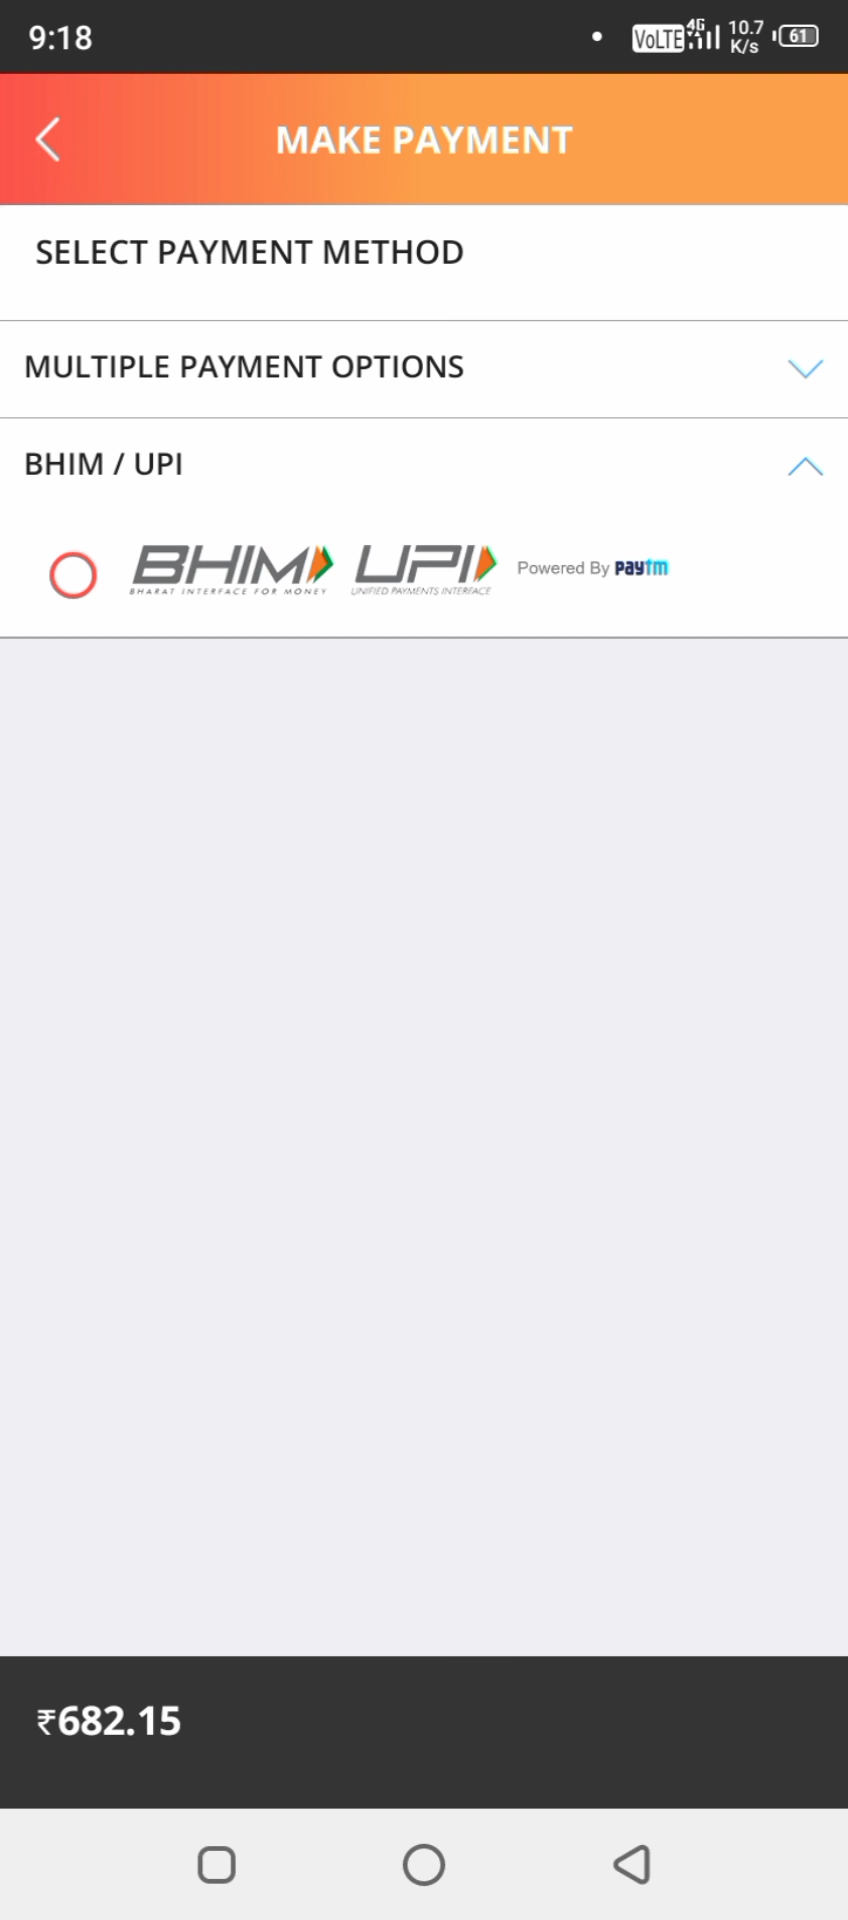 9:18
VoLTE 4G 10.7 K/s 61
MAKE PAYMENT
SELECT PAYMENT METHOD
MULTIPLE PAYMENT OPTIONS
BHIM / UPI
BHIM UPI Powered By paytm
BHARAT INTERFACE FOR MONEY UNIFIED PAYMENTS INTERFACE
₹682.15